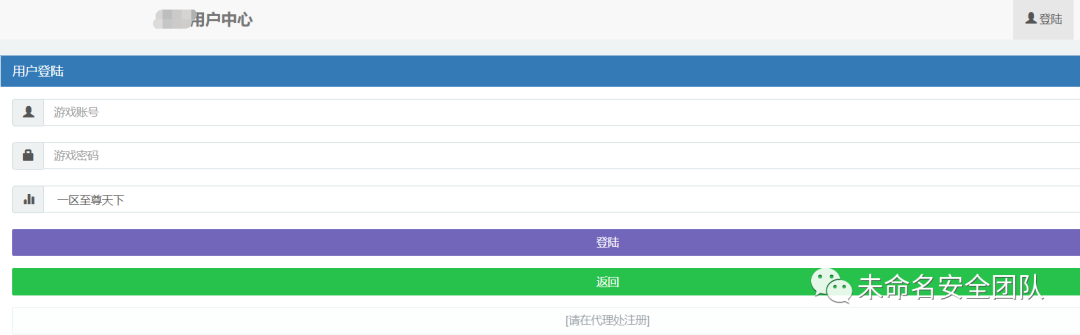 用户中心
登陆
用户登陆
游戏账号
游戏密码
一区至尊天下
登陆
返回
未命名安全团队
[请在代理处注册]